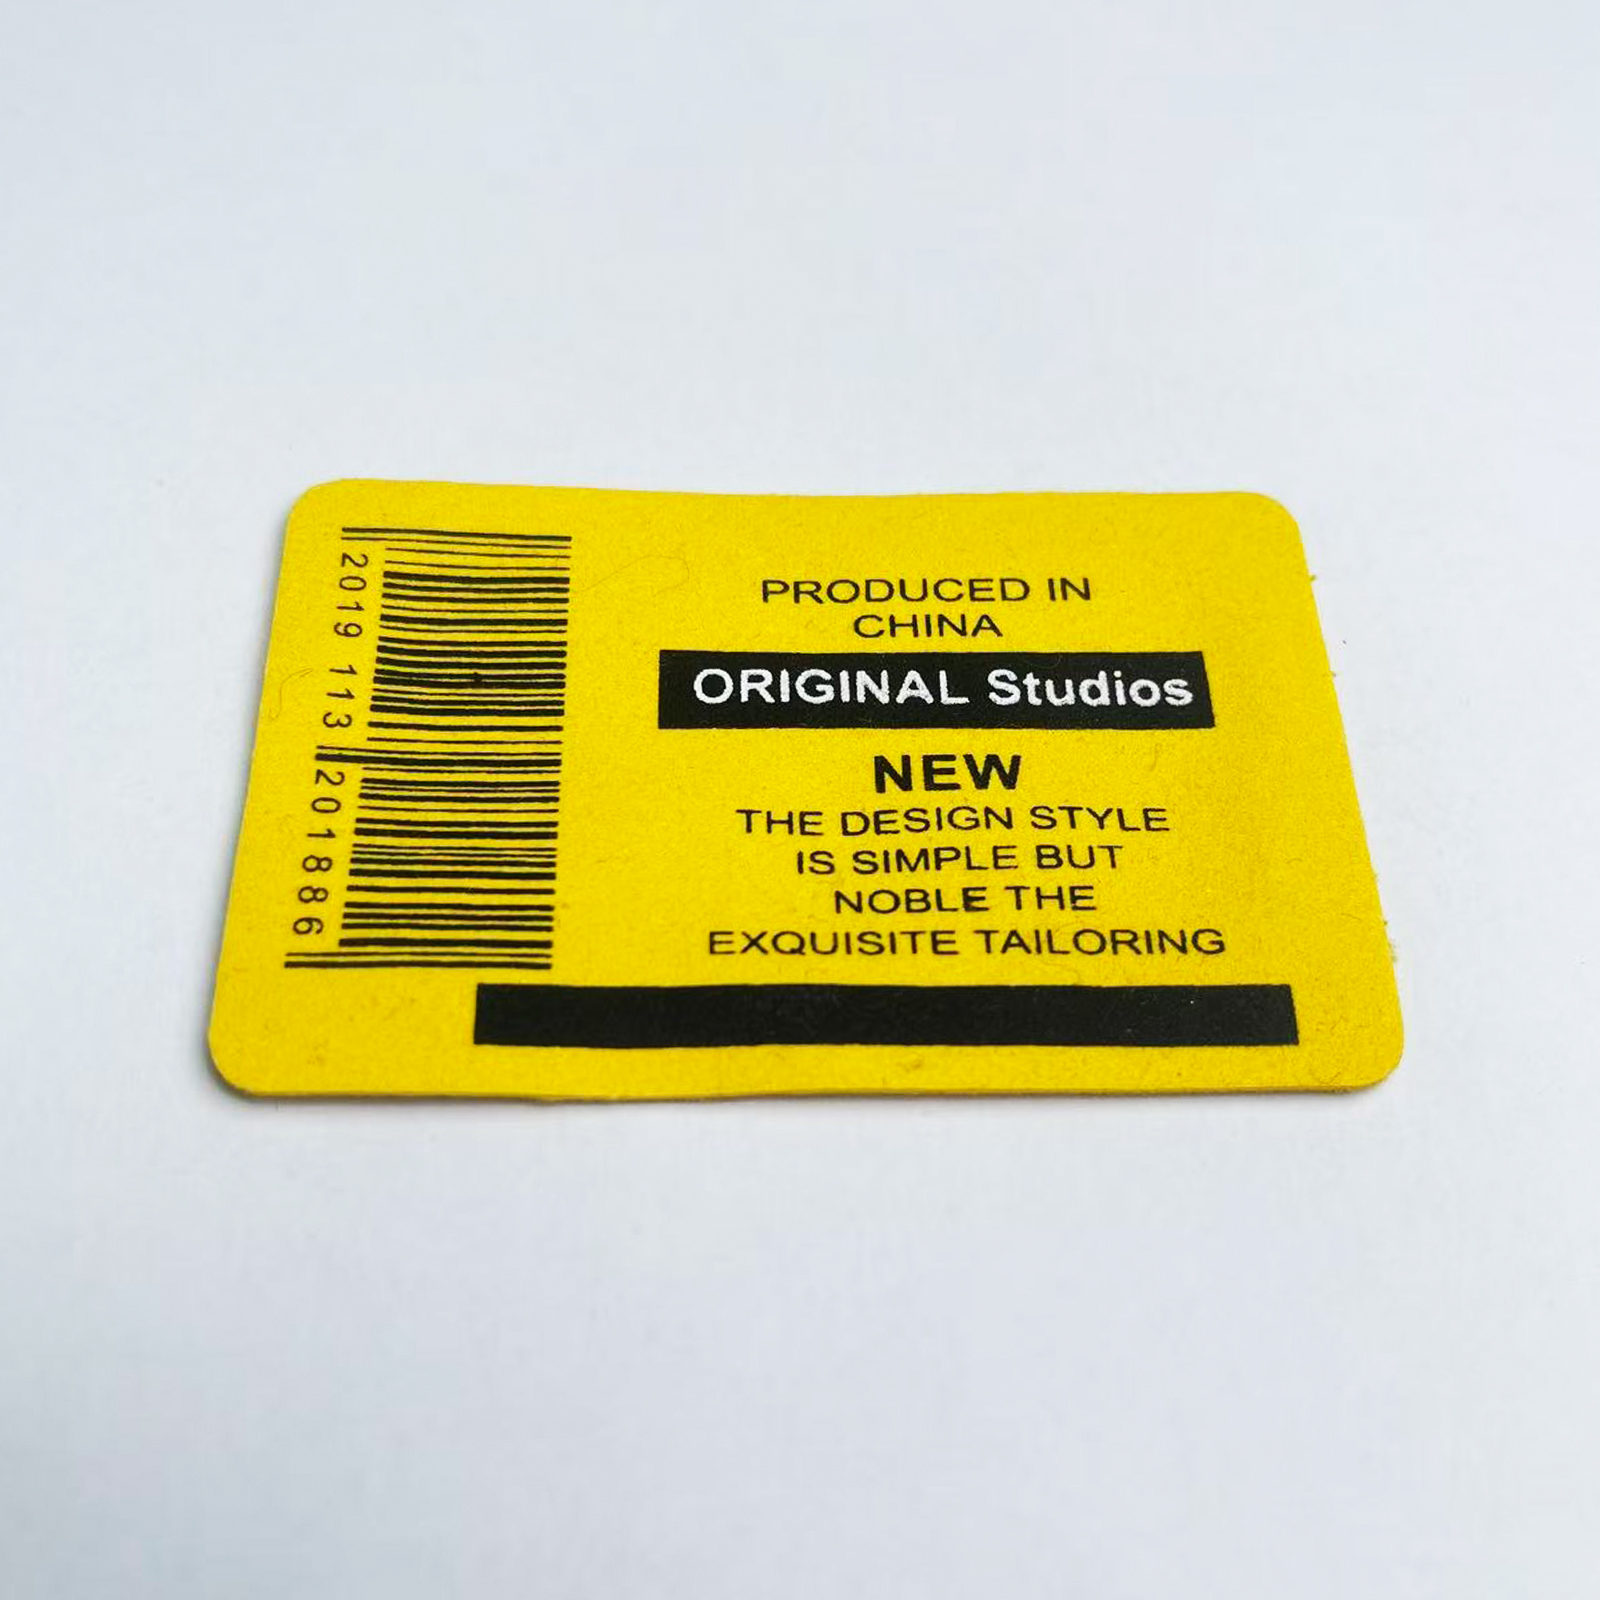 2019 113 201886
PRODUCED IN
CHINA
ORIGINAL Studios
NEW
THE DESIGN STYLE
IS SIMPLE BUT
NOBLE THE
EXQUISITE TAILORING